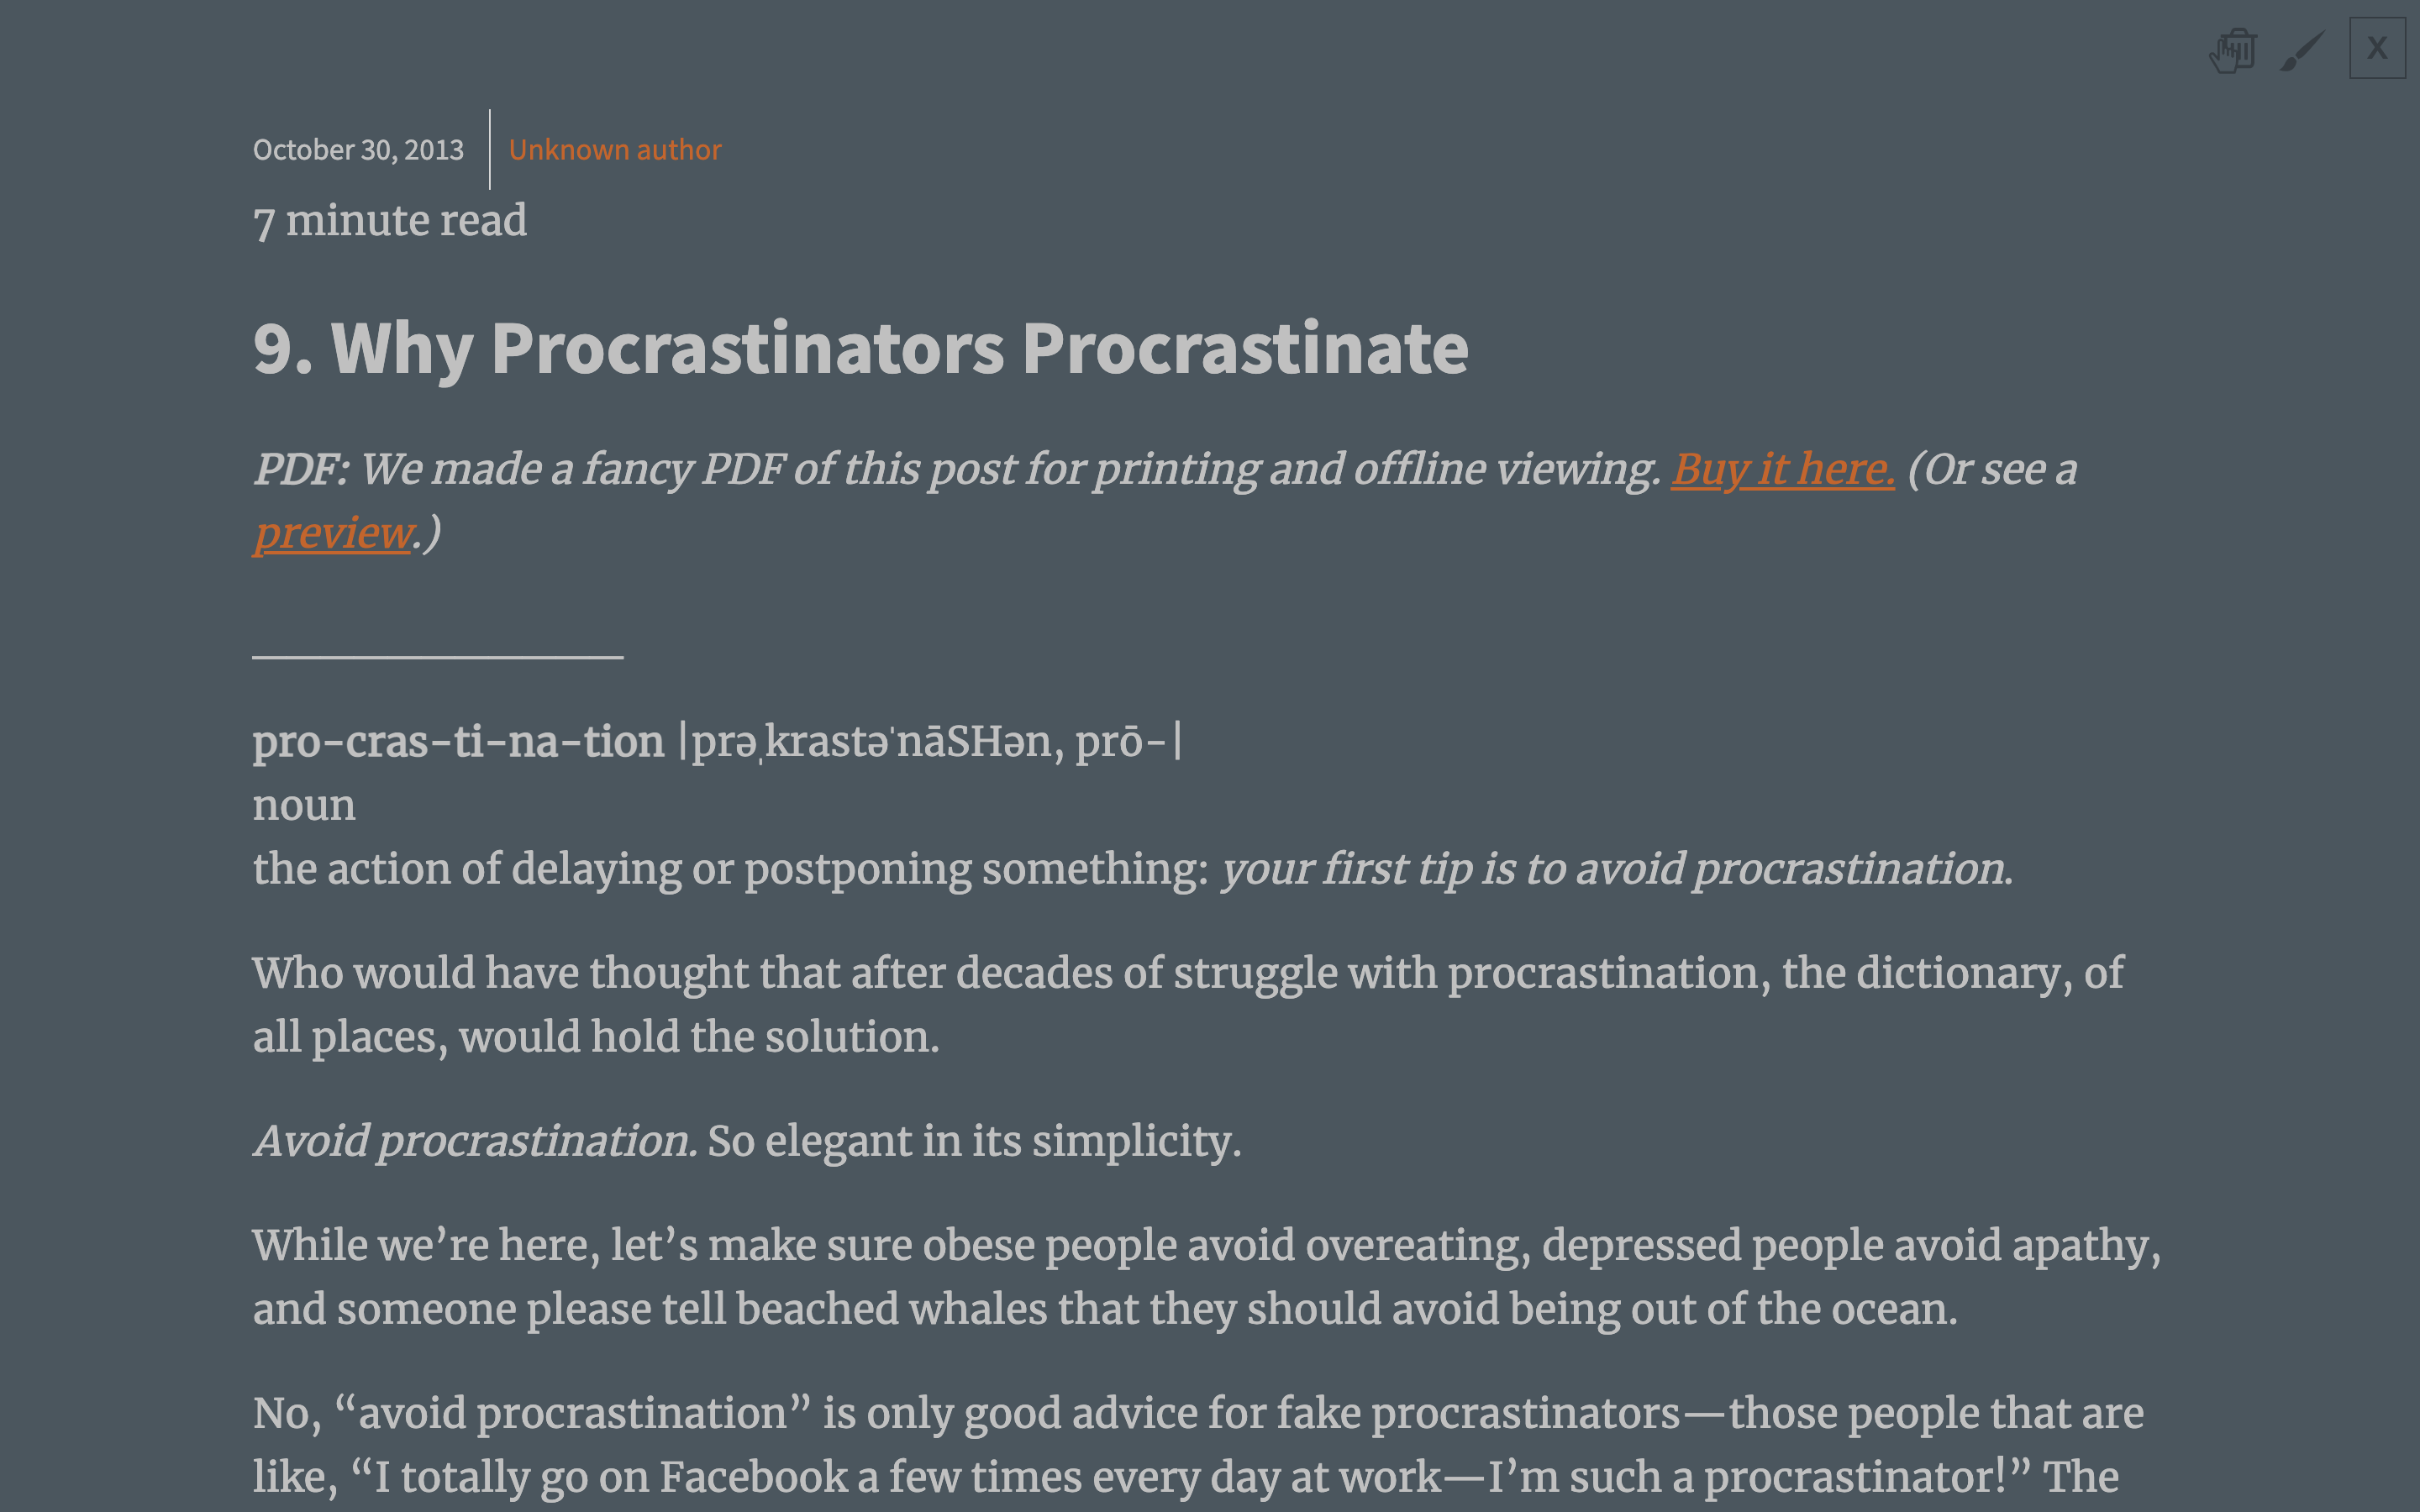 X
October 30, 2013 Unknown author
7 minute read
9. Why Procrastinators Procrastinate
PDF: We made a fancy PDF of this post for printing and offline viewing. Buy it here. (Or see a
preview.)
pro-cras-ti-na-tion |prəˌkrastəˈnāSHən, prō-|
noun
the action of delaying or postponing something: your first tip is to avoid procrastination.
Who would have thought that after decades of struggle with procrastination, the dictionary, of
all places, would hold the solution.
Avoid procrastination. So elegant in its simplicity.
While we’re here, let’s make sure obese people avoid overeating, depressed people avoid apathy,
and someone please tell beached whales that they should avoid being out of the ocean.
No, “avoid procrastination” is only good advice for fake procrastinators—those people that are
like, “I totally go on Facebook a few times every day at work—I’m such a procrastinator!” The